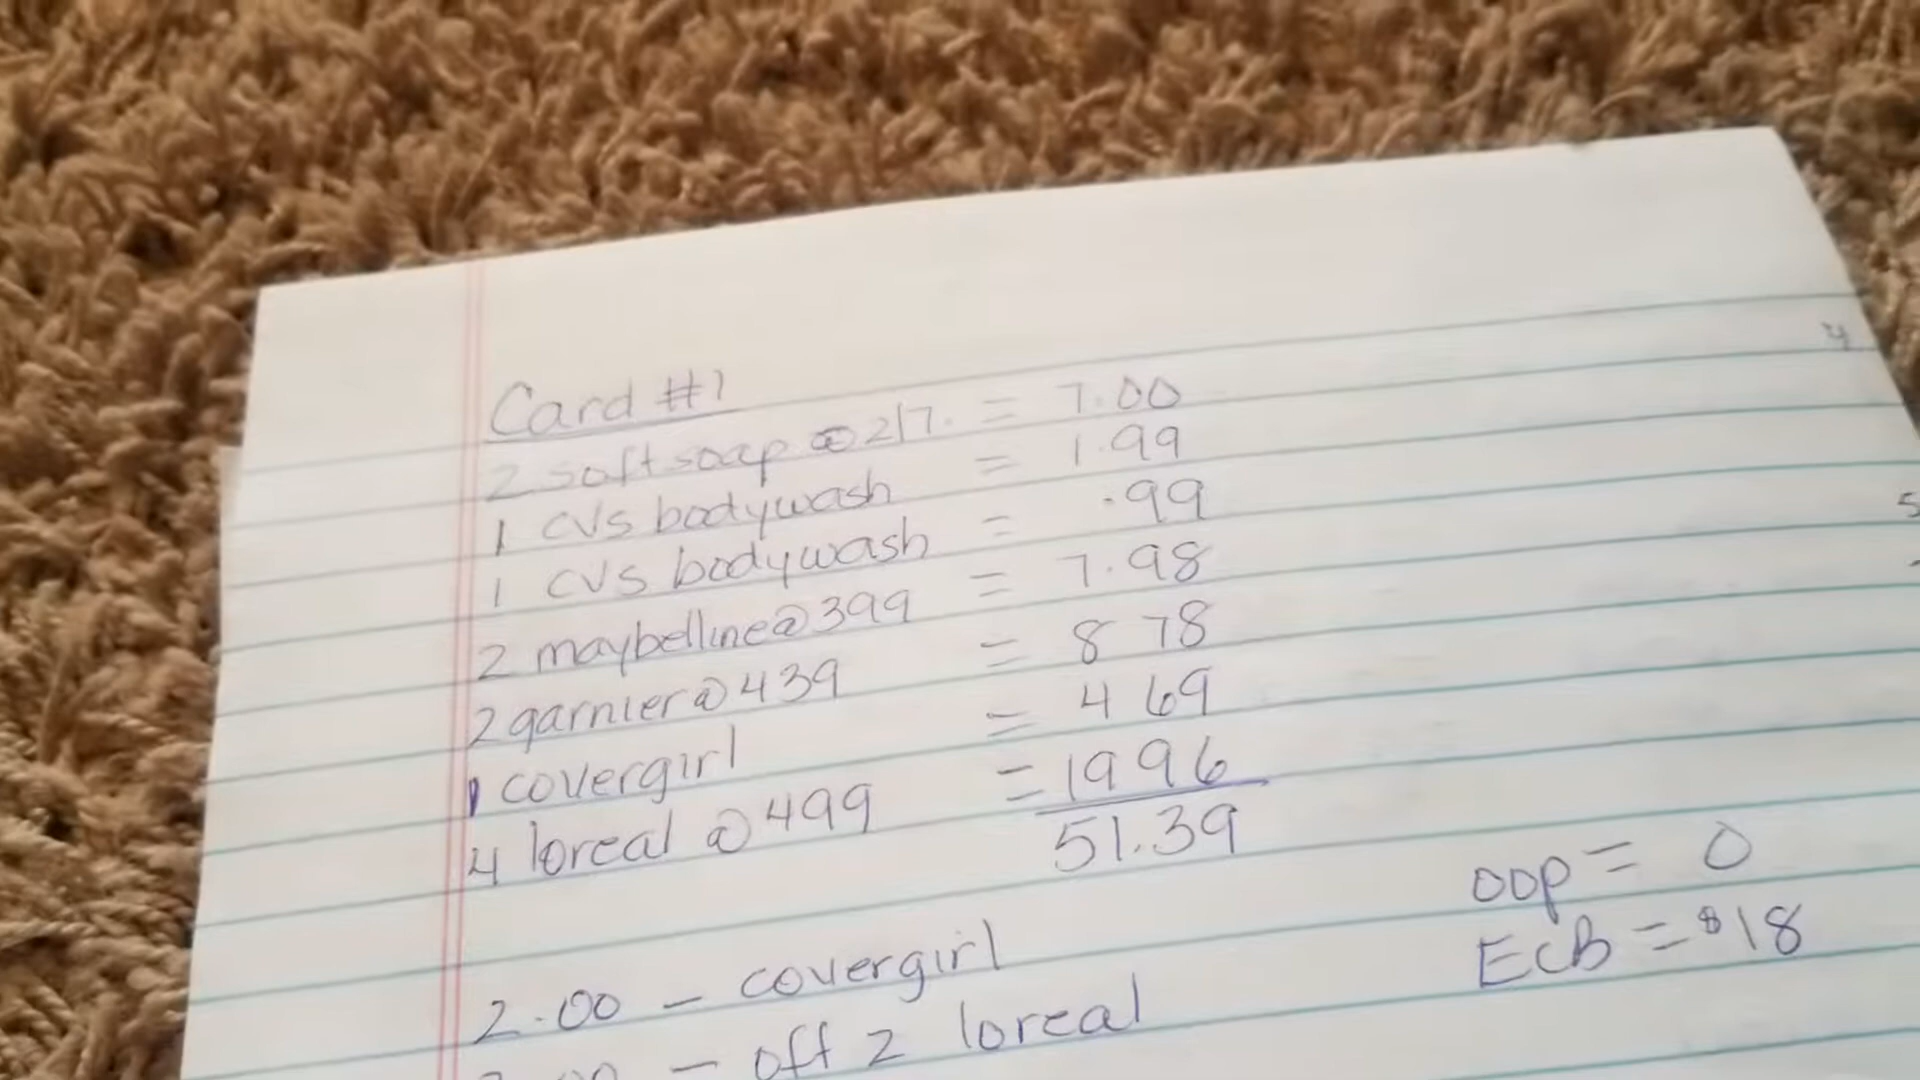 Card #1
2 softsoap @ 2/7. = 7.00
1 CVS bodywash = 1.99
1 CVS bodywash = .99
2 maybelline @ 399 = 7.98
2 garnier @ 439 = 8 78
1 covergirl = 4 69
4 loreal @ 499 = 19 96
51.39
OOP = 0
ECB = $18
2.00 - covergirl
- off 2 loreal